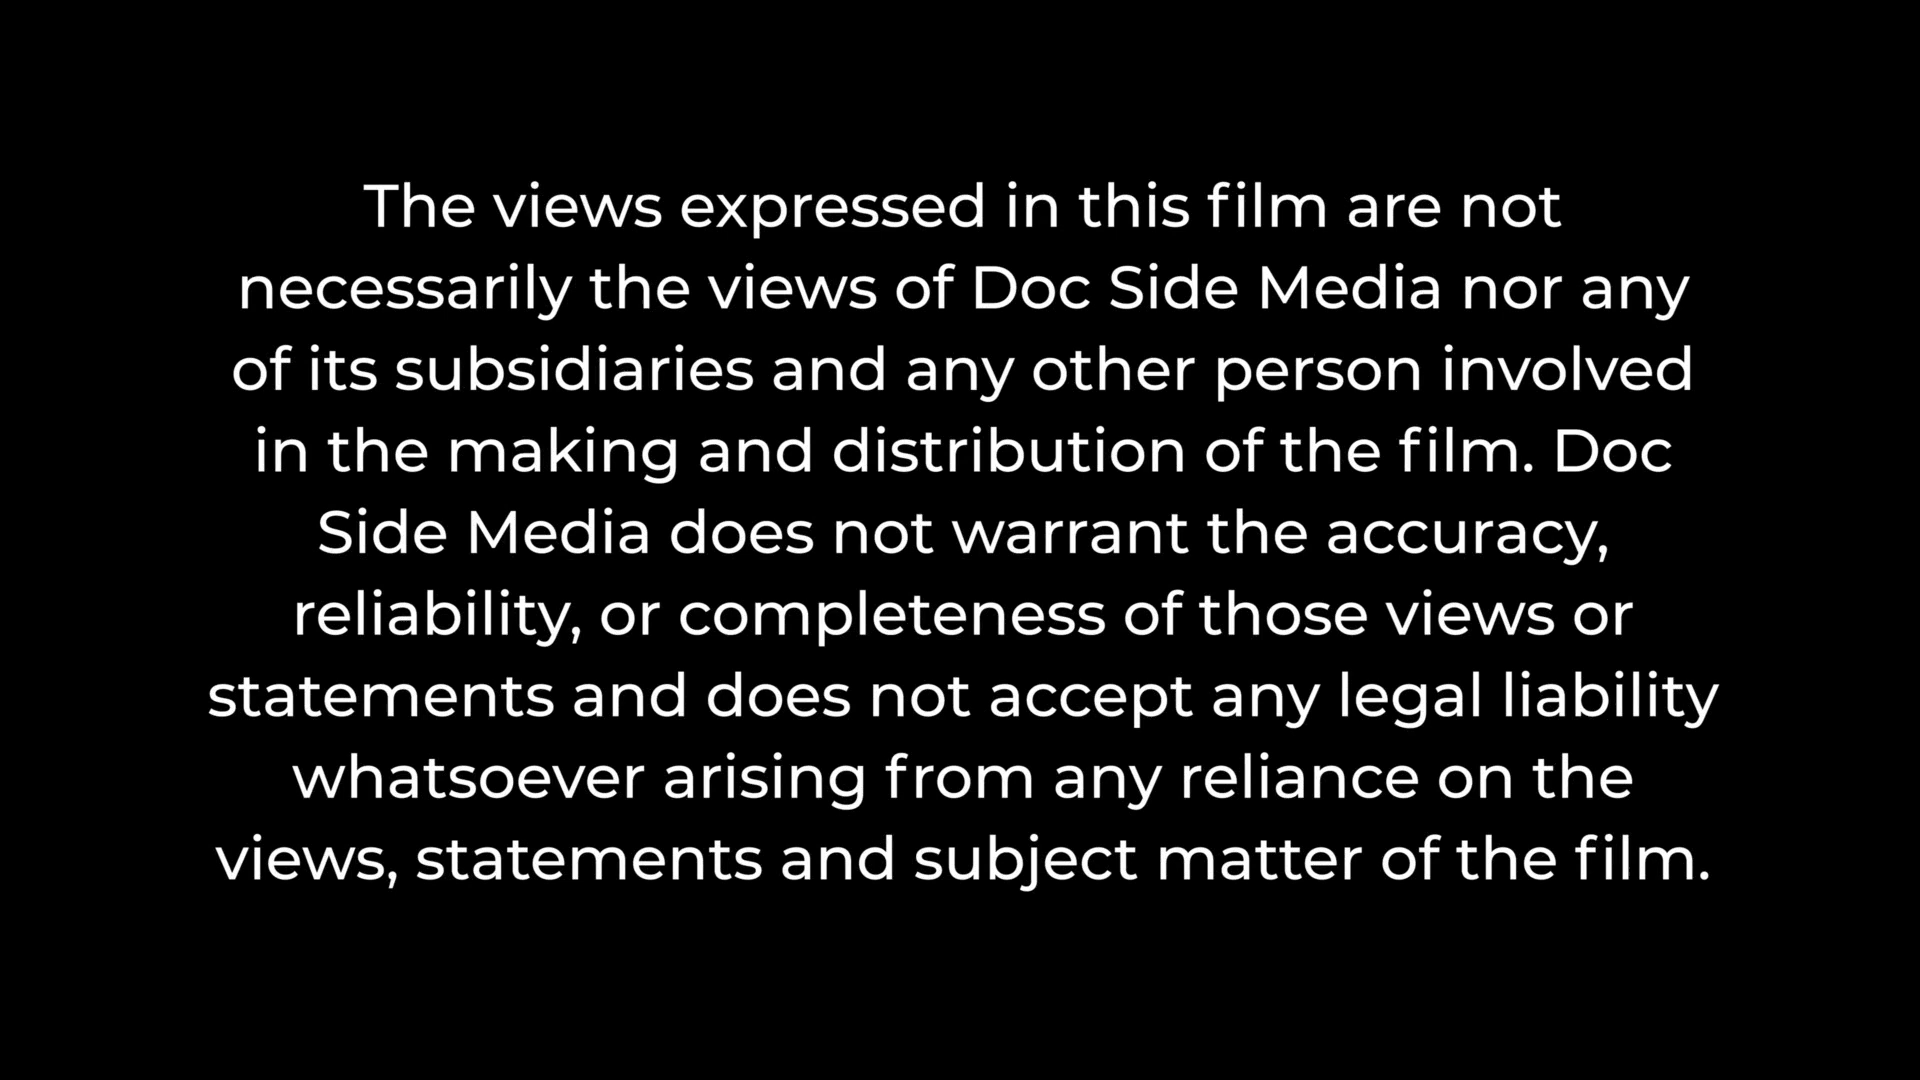 The views expressed in this film are not
necessarily the views of Doc Side Media nor any
of its subsidiaries and any other person involved
in the making and distribution of the film. Doc
Side Media does not warrant the accuracy,
reliability, or completeness of those views or
statements and does not accept any legal liability
whatsoever arising from any reliance on the
views, statements and subject matter of the film.